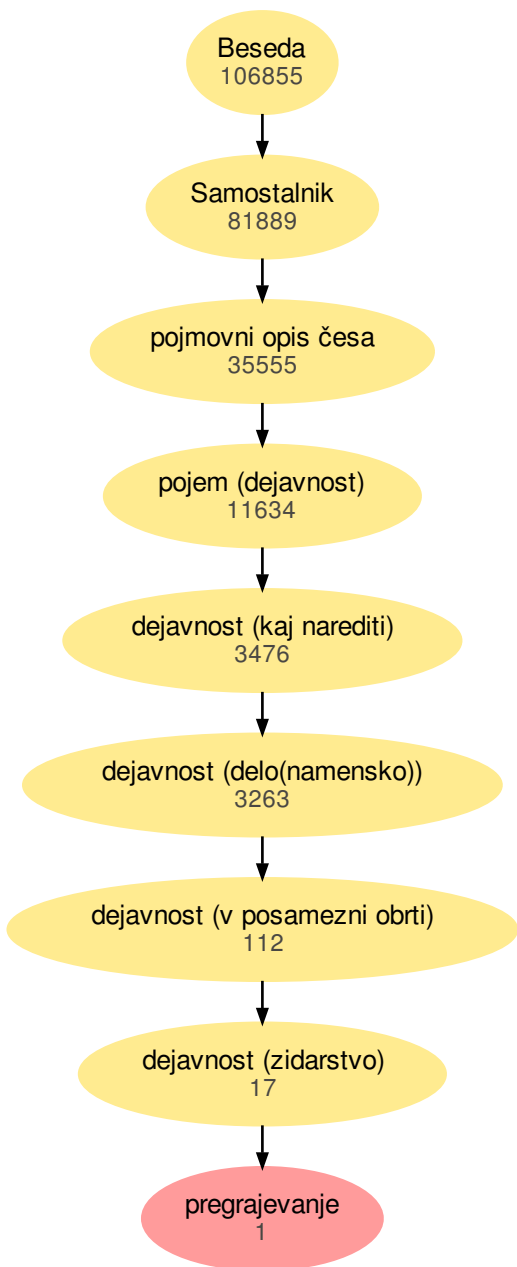 Beseda
106855
Samostalnik
81889
pojmovni opis česa
35555
pojem (dejavnost)
11634
dejavnost (kaj narediti)
3476
dejavnost (delo(namensko))
3263
dejavnost (v posamezni obrti)
112
dejavnost (zidarstvo)
17
pregrajevanje
1